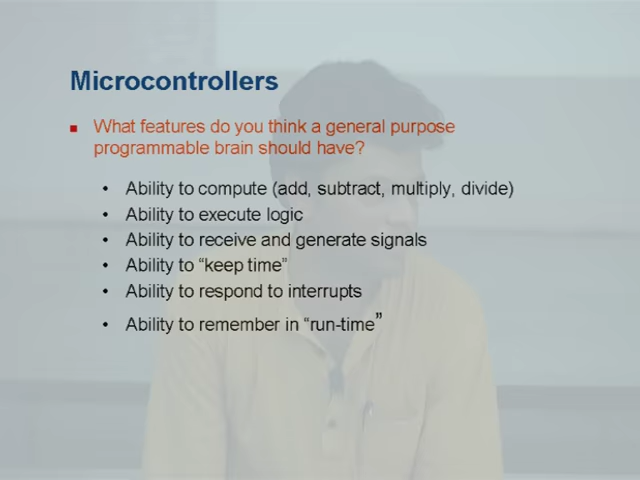 Microcontrollers
What features do you think a general purpose
programmable brain should have?
• Ability to compute (add, subtract, multiply, divide)
• Ability to execute logic
• Ability to receive and generate signals
• Ability to “keep time”
• Ability to respond to interrupts
• Ability to remember in “run-time”